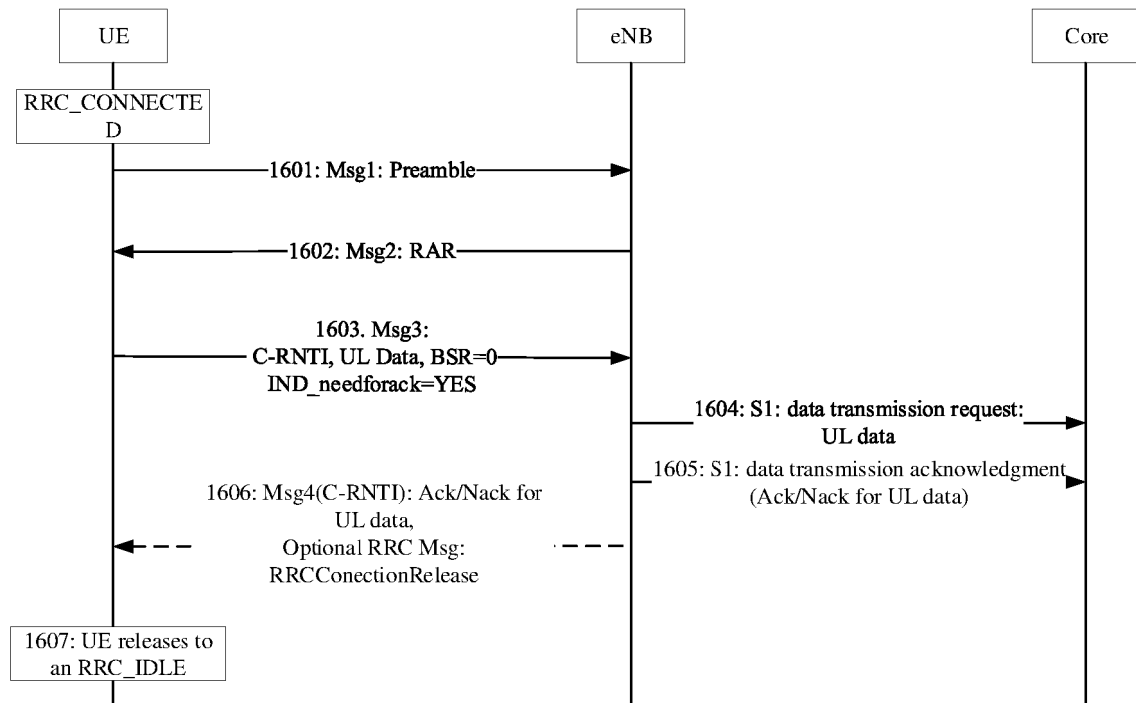 UE
eNB
Core
RRC_CONNECTE
D
1601: Msg1: Preamble
1602: Msg2: RAR
1603. Msg3:
C-RNTI, UL Data, BSR=0
IND_needforack=YES
1604: S1: data transmission request:
UL data
1605: S1: data transmission acknowledgment
(Ack/Nack for UL data)
1606: Msg4(C-RNTI): Ack/Nack for
UL data,
Optional RRC Msg:
RRCConectionRelease
1607: UE releases to
an RRC_IDLE